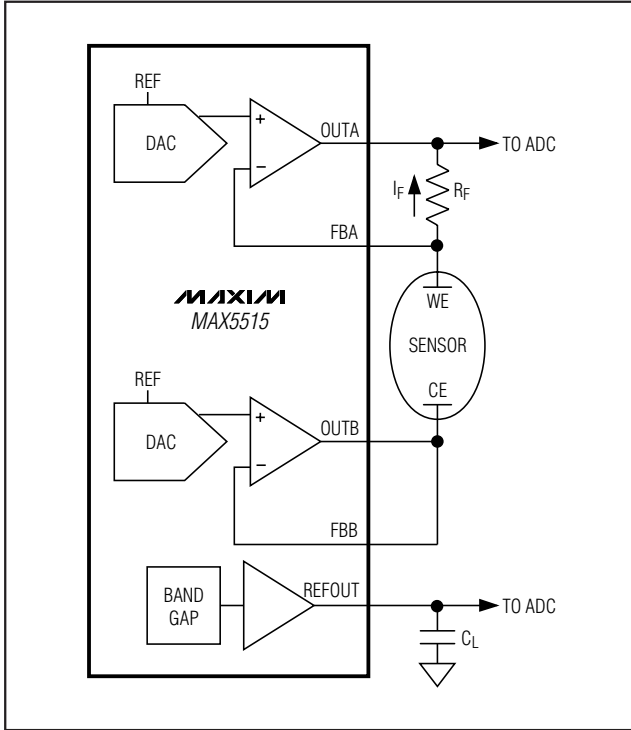 REF
DAC
+
−
OUTA
TO ADC
IF
RF
FBA
MAXIM
MAX5515
WE
SENSOR
CE
REF
DAC
+
−
OUTB
FBB
BAND
GAP
REFOUT
TO ADC
CL